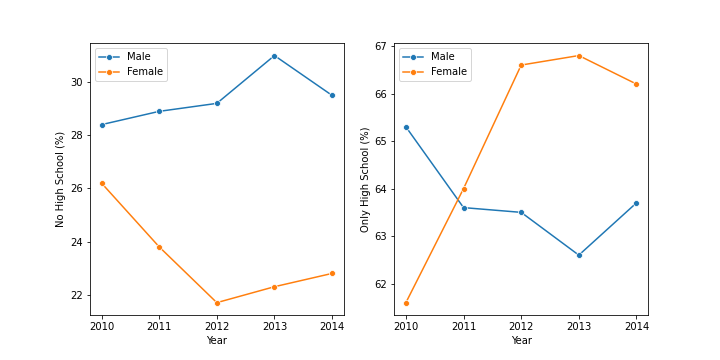 Male
Female
No High School (%)
30
28
26
24
22
2010 2011 2012 2013 2014
Year
Male
Female
Only High School (%)
67
66
65
64
63
62
2010 2011 2012 2013 2014
Year